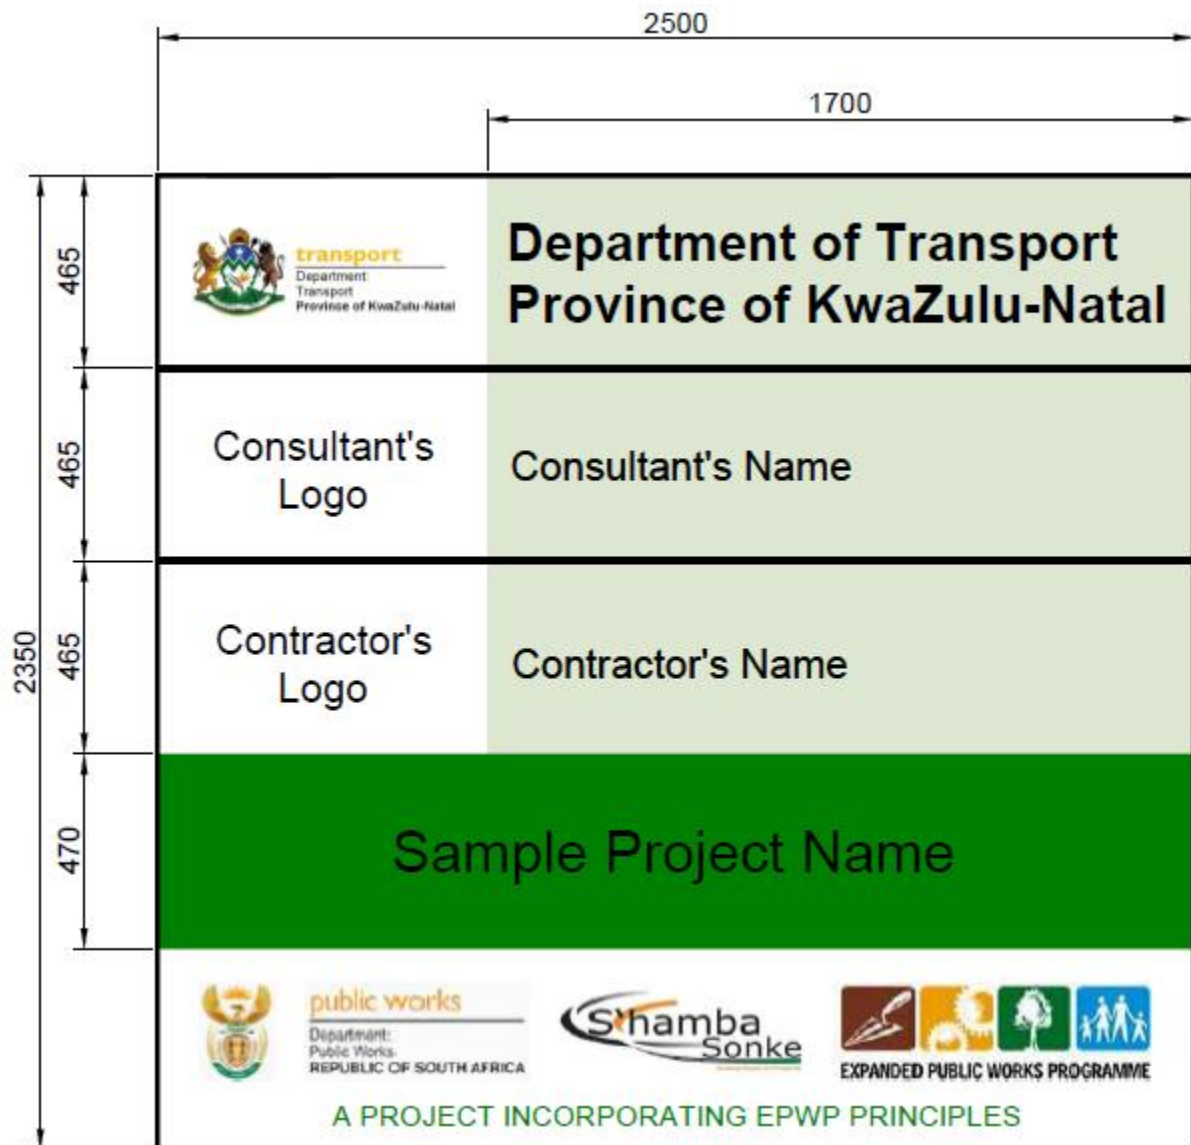 2500
1700
465
transport
Department:
Transport
Province of KwaZulu-Natal
Department of Transport
Province of KwaZulu-Natal
465
Consultant's
Logo
Consultant's Name
2350
465
Contractor's
Logo
Contractor's Name
470
Sample Project Name
public works
Department:
Public Works
REPUBLIC OF SOUTH AFRICA
S'hamba
Sonke
EXPANDED PUBLIC WORKS PROGRAMME
A PROJECT INCORPORATING EPWP PRINCIPLES